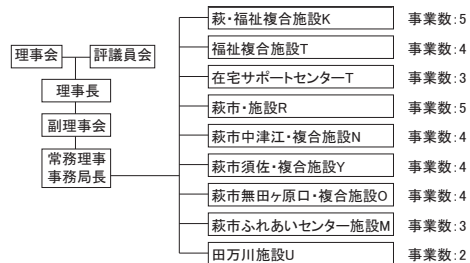 理事会
評議員会
理事長
副理事会
常務理事
事務局長
萩・福祉複合施設K 事業数:5
福祉複合施設T 事業数:4
在宅サポートセンターT 事業数:3
萩市・施設R 事業数:5
萩市中津江・複合施設N 事業数:4
萩市須佐・複合施設Y 事業数:4
萩市無田ヶ原口・複合施設O 事業数:4
萩市ふれあいセンター施設M 事業数:3
田万川施設U 事業数:2